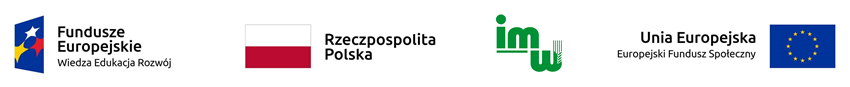 Fundusze
Europejskie
Wiedza Edukacja Rozwój
Rzeczpospolita
Polska
imw
Unia Europejska
Europejski Fundusz Społeczny